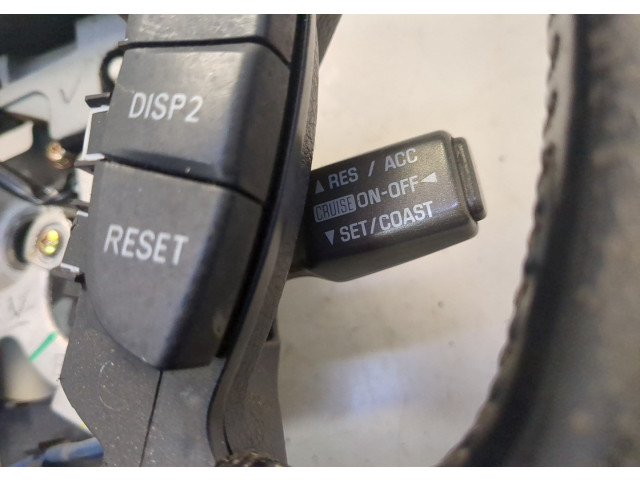 DISP2
RESET
▲ RES / ACC
CRUISE ON-OFF ◄
▼ SET/COAST